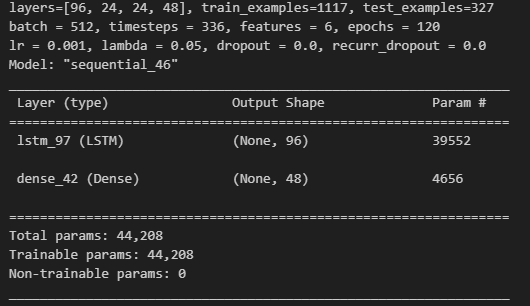 layers=[96, 24, 24, 48], train_examples=1117, test_examples=327
batch = 512, timesteps = 336, features = 6, epochs = 120
lr = 0.001, lambda = 0.05, dropout = 0.0, recurr_dropout = 0.0
Model: "sequential_46"
_________________________________________________________________
Layer (type) Output Shape Param #
=================================================================
lstm_97 (LSTM) (None, 96) 39552
dense_42 (Dense) (None, 48) 4656
=================================================================
Total params: 44,208
Trainable params: 44,208
Non-trainable params: 0
_________________________________________________________________